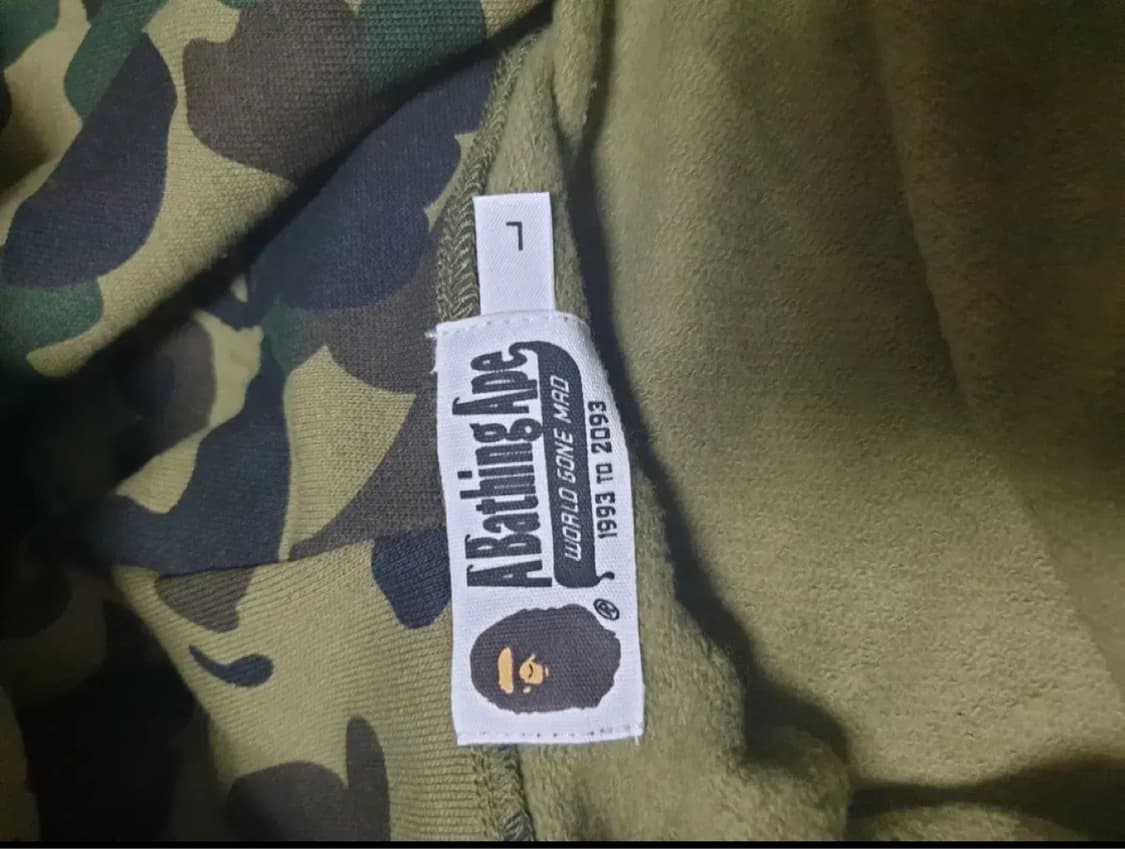 L
A Bathing Ape
WORLD GONE MAD
1993 TO 2093
®